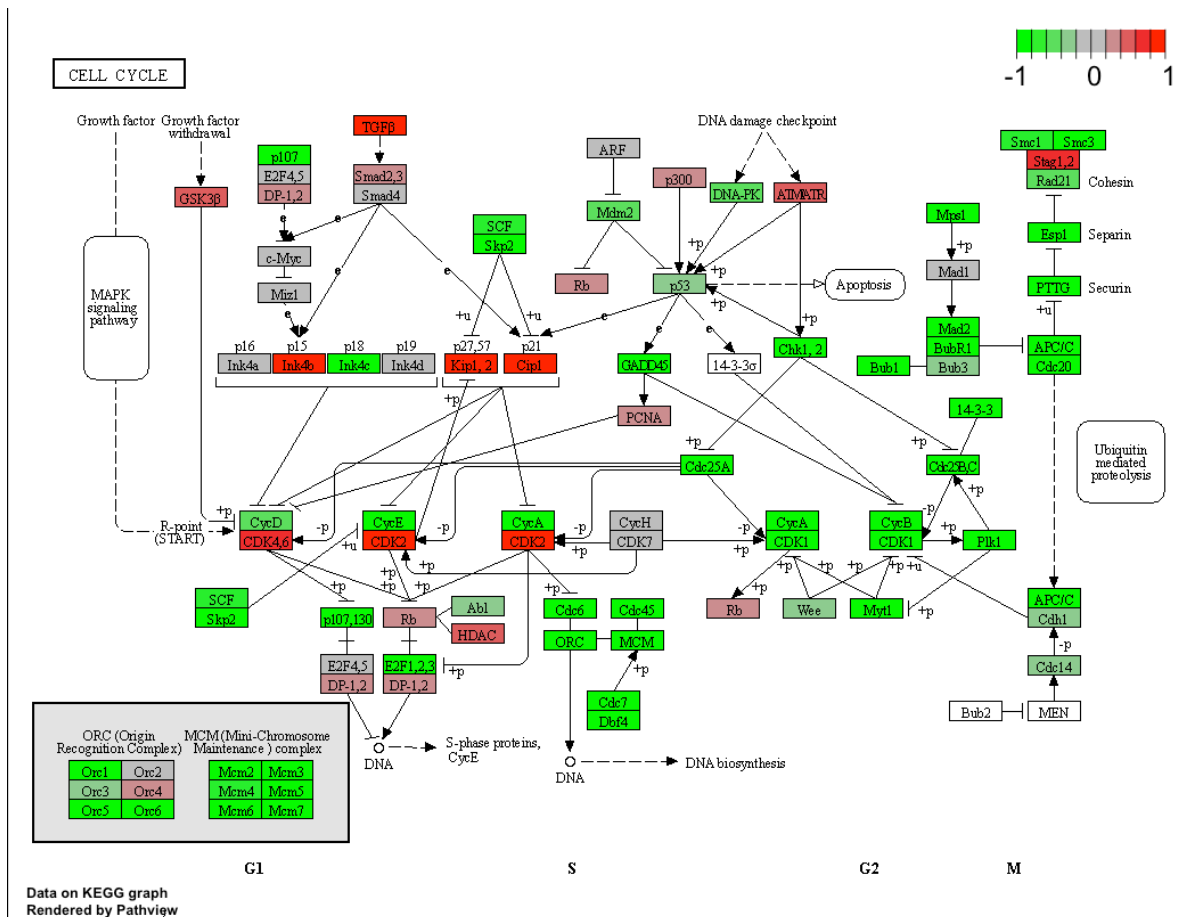 CELL CYCLE
-1 0 1
Growth factor
Growth factor
withdrawal
TGFβ
DNA damage checkpoint
ARF
p107
E2F4,5
DP-1,2
Smad2,3
Smad4
GSK3β
p300
DNA-PK
ATM/ATR
Smc1
Smc3
Stag1,2
Rad21
Cohesin
Mdm2
SCF
Skp2
Mps1
+p
Esp1
Separin
e
e
c-Myc
Miz1
Rb
p53
+p
+p
+p
Apoptosis
Mad1
PTTG
Securin
MAPK
signaling
pathway
e
e
e
+u
+u
e
e
e
+p
+u
Mad2
BubR1
Bub3
Bub1
APC/C
Cdc20
p16
Ink4a
p15
Ink4b
p18
Ink4c
p19
Ink4d
p27,57
Kip1, 2
p21
Cip1
GADD45
14-3-3σ
Chk1, 2
+p
PCNA
14-3-3
Ubiquitin
mediated
proteolysis
+p
+p
Cdc25A
Cdc25B,C
+p
+p
R-point
(START)
CycD
CDK4,6
-p
CycE
CDK2
-p
+u
CycA
CDK2
-p
+p
CycH
CDK7
-p
+p
CycA
CDK1
CycB
CDK1
-p
+p
Plk1
+p
+p
+p
+p
+p
+p
+p
+p
+p
+u
+p
SCF
Skp2
p107,130
Rb
Abl
HDAC
Cdc6
Cdc45
ORC
MCM
Rb
Wee
Myt1
APC/C
Cdh1
-p
Cdc14
E2F4,5
DP-1,2
E2F1,2,3
DP-1,2
+p
+p
Cdc7
Dbf4
Bub2
MEN
DNA
S-phase proteins,
CycE
DNA
DNA biosynthesis
ORC (Origin
Recognition Complex)
MCM (Mini-Chromosome
Maintenance ) complex
Orc1 Orc2
Orc3 Orc4
Orc5 Orc6
Mcm2 Mcm3
Mcm4 Mcm5
Mcm6 Mcm7
G1 S G2 M
Data on KEGG graph
Rendered by Pathview